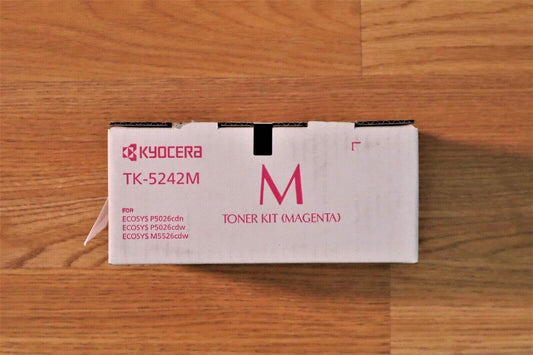 KYOCERA
TK-5242M
FOR
ECOSYS P5026cdn
ECOSYS P5026cdw
ECOSYS M5526cdw
M
TONER KIT (MAGENTA)